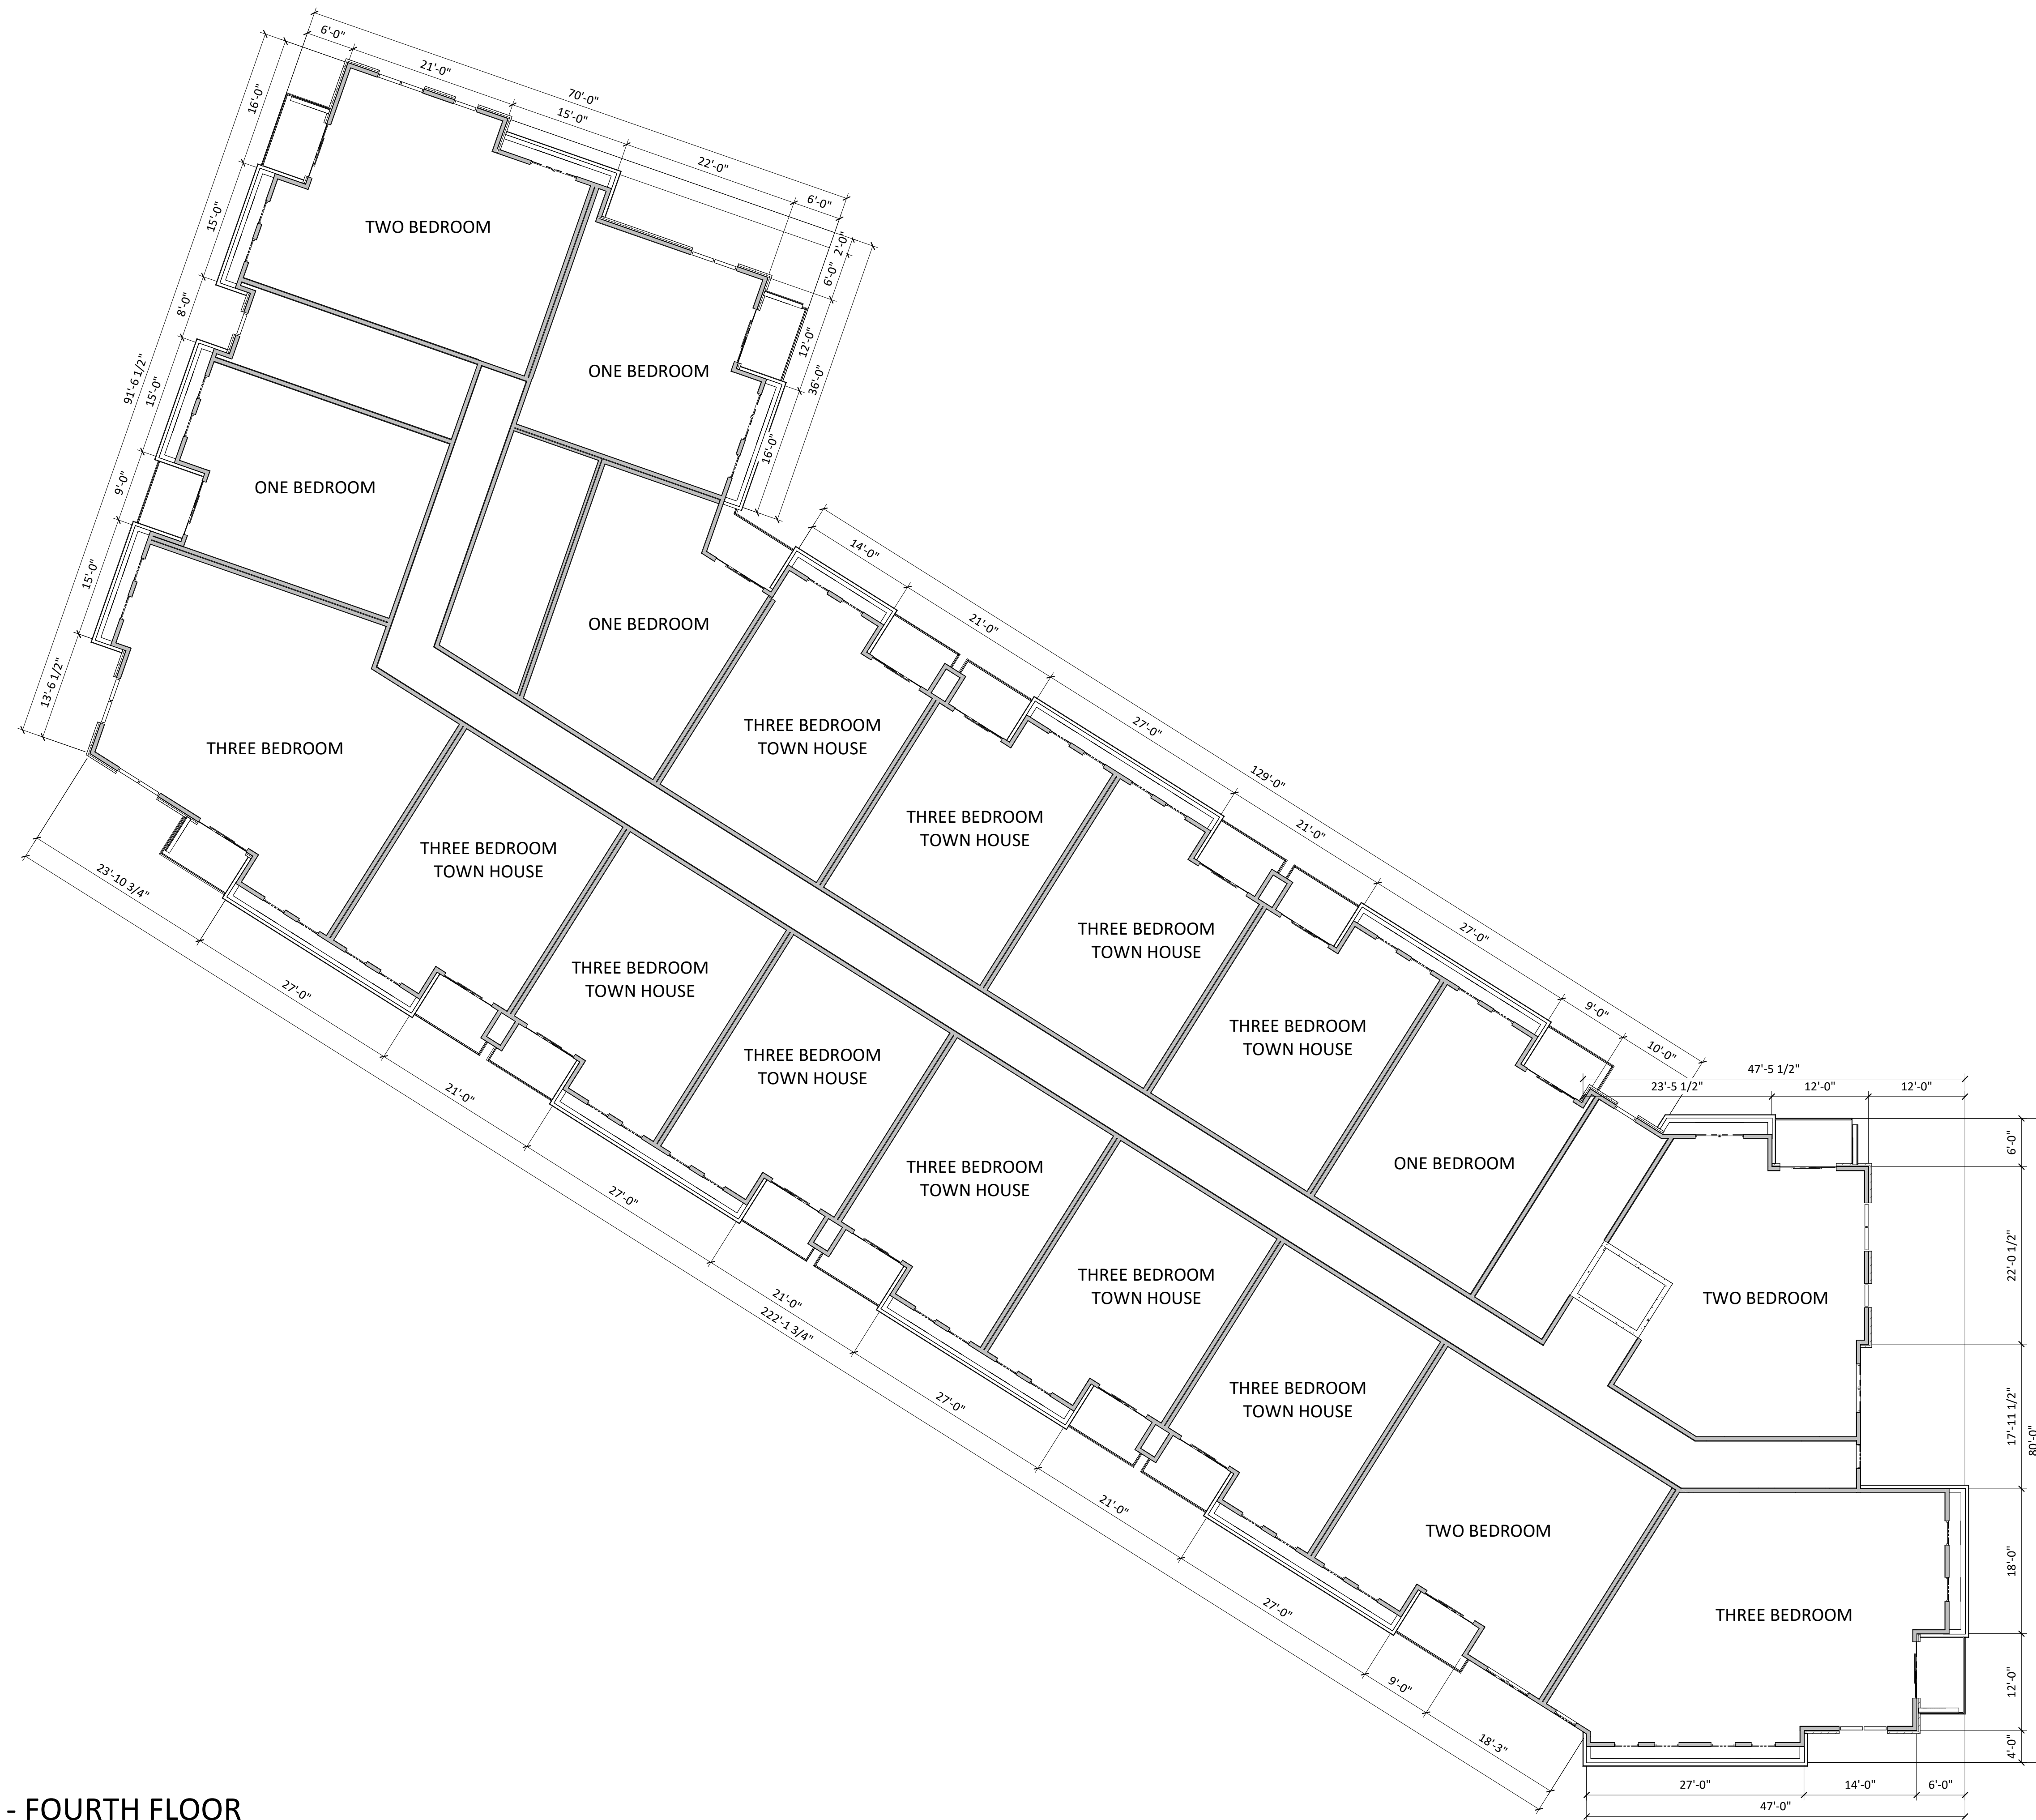 6'-0"
21'-0"
70'-0"
15'-0"
22'-0"
6'-0"
16'-0"
15'-0"
8'-0"
91'-6 1/2"
15'-0"
9'-0"
15'-0"
13'-6 1/2"
2'-0"
6'-0"
12'-0"
36'-0"
16'-0"
TWO BEDROOM
ONE BEDROOM
ONE BEDROOM
ONE BEDROOM
THREE BEDROOM
14'-0"
21'-0"
27'-0"
129'-0"
21'-0"
27'-0"
9'-0"
10'-0"
THREE BEDROOM
TOWN HOUSE
THREE BEDROOM
TOWN HOUSE
THREE BEDROOM
TOWN HOUSE
THREE BEDROOM
TOWN HOUSE
ONE BEDROOM
THREE BEDROOM
TOWN HOUSE
THREE BEDROOM
TOWN HOUSE
THREE BEDROOM
TOWN HOUSE
THREE BEDROOM
TOWN HOUSE
THREE BEDROOM
TOWN HOUSE
THREE BEDROOM
TOWN HOUSE
TWO BEDROOM
TWO BEDROOM
THREE BEDROOM
47'-5 1/2"
23'-5 1/2"
12'-0"
12'-0"
6'-0"
22'-0 1/2"
17'-11 1/2"
80'-0"
18'-0"
12'-0"
4'-0"
23'-10 3/4"
27'-0"
21'-0"
27'-0"
21'-0"
222'-1 3/4"
27'-0"
21'-0"
27'-0"
9'-0"
18'-3"
27'-0"
14'-0"
6'-0"
47'-0"
- FOURTH FLOOR